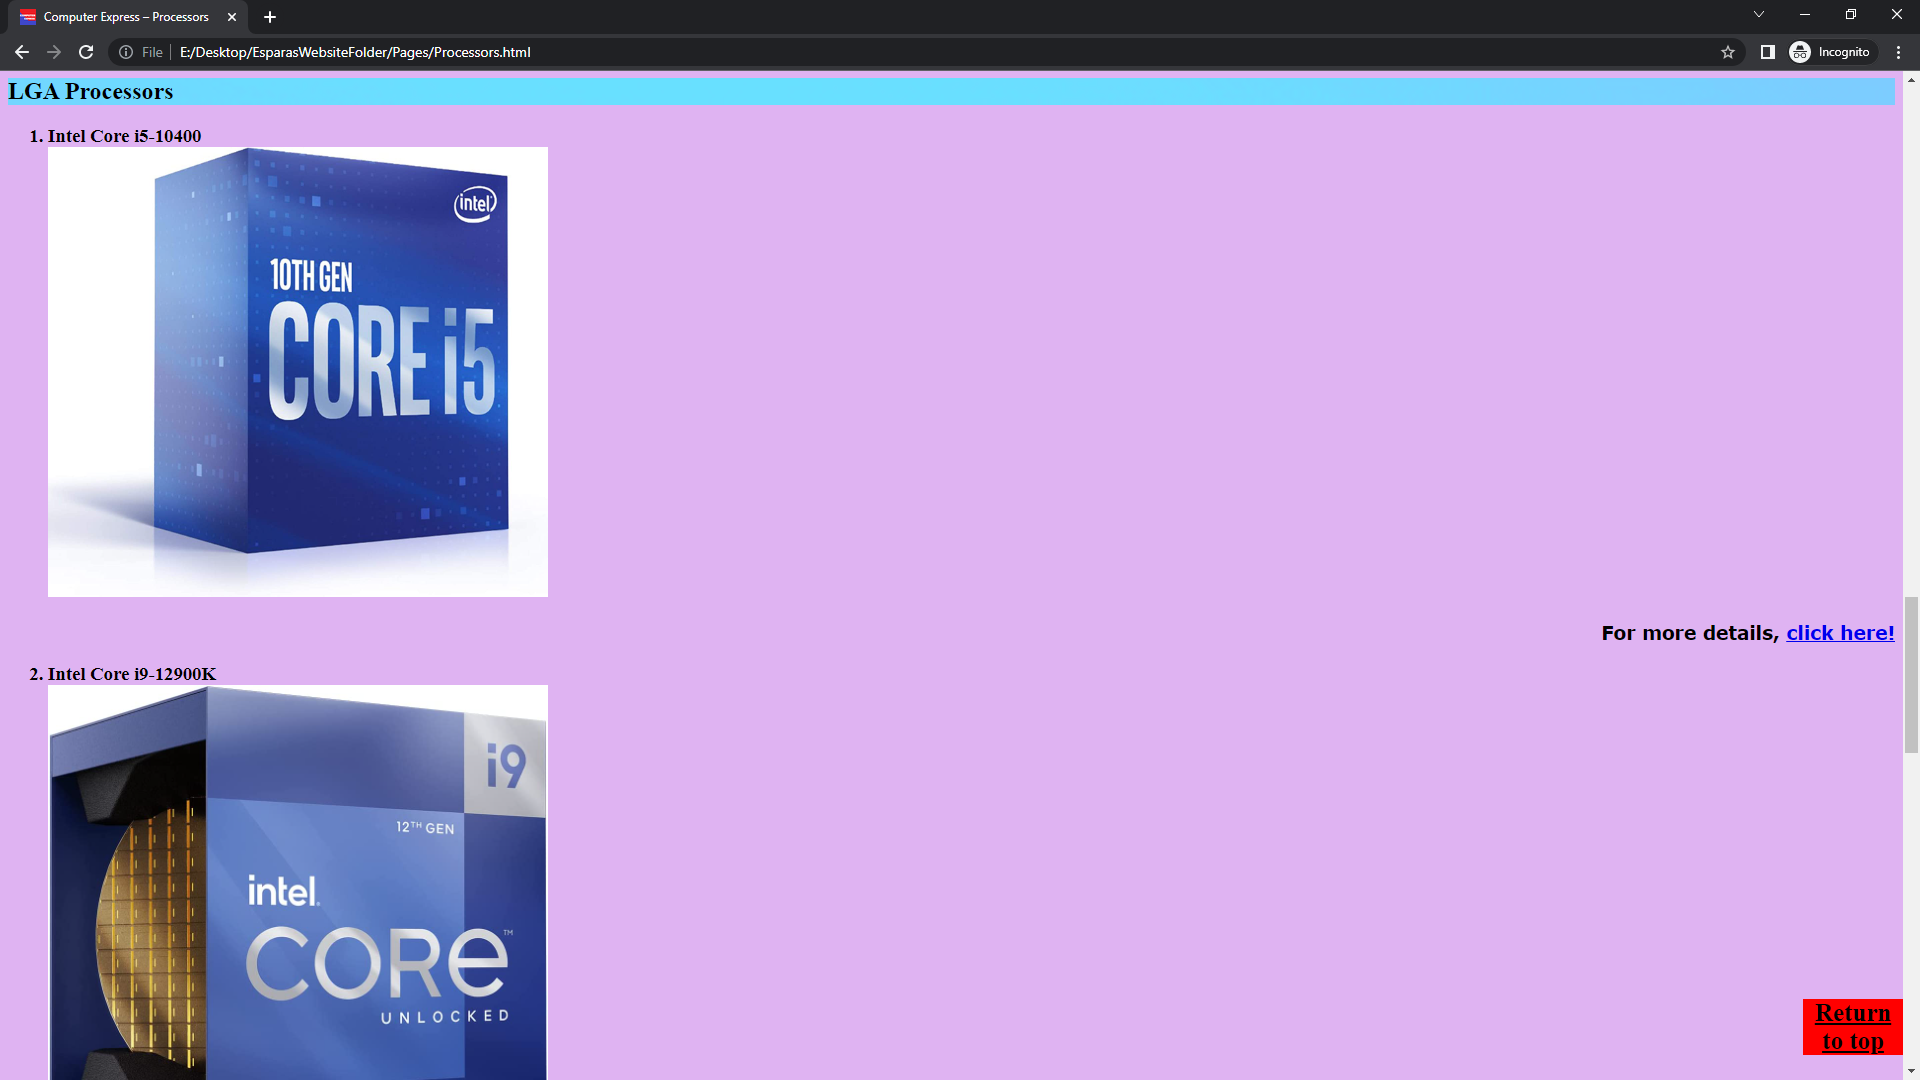 Computer Express – Processors
File
E:/Desktop/EsparasWebsiteFolder/Pages/Processors.html
Incognito
LGA Processors
1. Intel Core i5-10400
intel
10TH GEN
CORE i5
For more details, click here!
2. Intel Core i9-12900K
i9
12TH GEN
intel.
CORE™
UNLOCKED
Return
to top